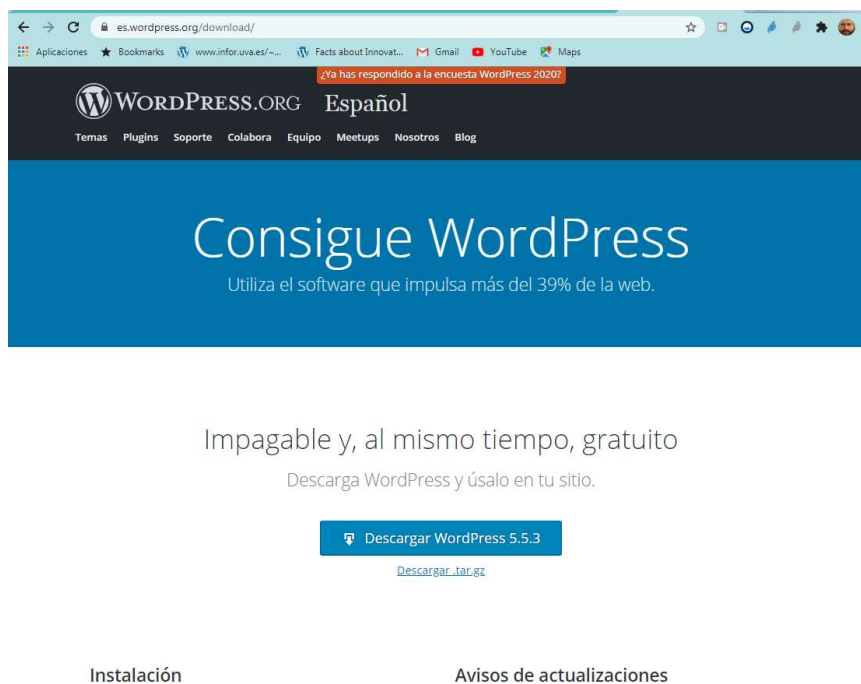 es.wordpress.org/download/
Aplicaciones Bookmarks www.infor.uva.es/~... Facts about Innovat... Gmail YouTube Maps
¿Ya has respondido a la encuesta WordPress 2020?
WORDPRESS.ORG Español
Temas Plugins Soporte Colabora Equipo Meetups Nosotros Blog
Consigue WordPress
Utiliza el software que impulsa más del 39% de la web.
Impagable y, al mismo tiempo, gratuito
Descarga WordPress y úsalo en tu sitio.
Descargar WordPress 5.5.3
Descargar .tar.gz
Instalación Avisos de actualizaciones